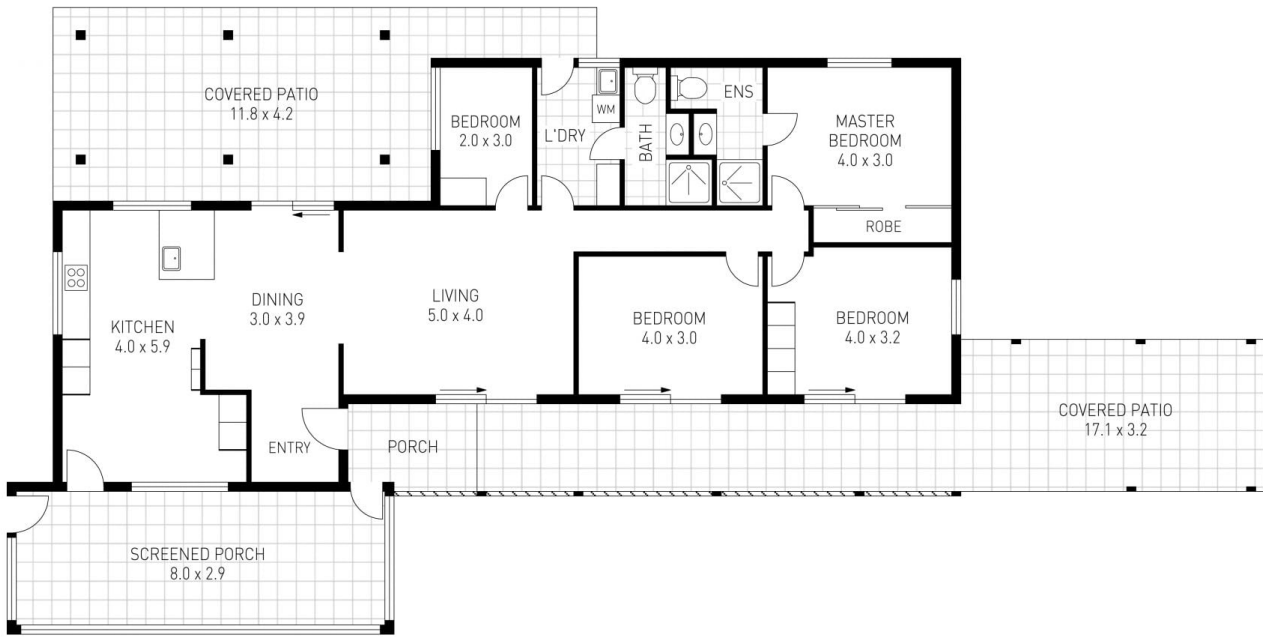 COVERED PATIO
11.8 x 4.2
BEDROOM
2.0 x 3.0
L'DRY
WM
BATH
ENS
MASTER
BEDROOM
4.0 x 3.0
ROBE
KITCHEN
4.0 x 5.9
DINING
3.0 x 3.9
LIVING
5.0 x 4.0
BEDROOM
4.0 x 3.0
BEDROOM
4.0 x 3.2
COVERED PATIO
17.1 x 3.2
ENTRY
PORCH
SCREENED PORCH
8.0 x 2.9